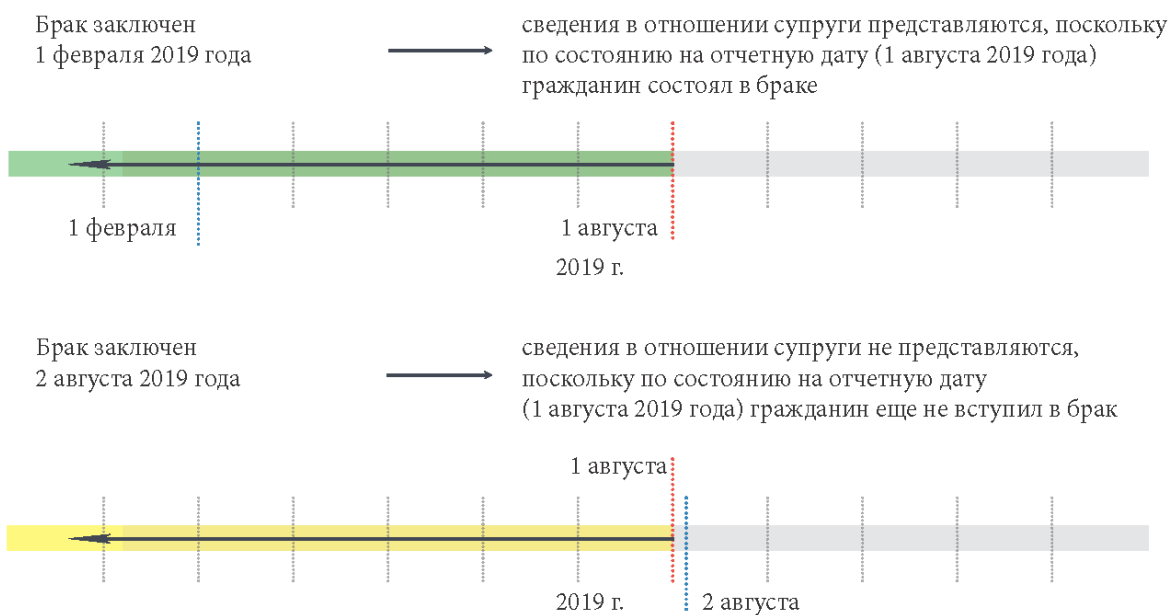 Брак заключен
1 февраля 2019 года
сведения в отношении супруги представляются, поскольку
по состоянию на отчетную дату (1 августа 2019 года)
гражданин состоял в браке
1 февраля
1 августа
2019 г.
Брак заключен
2 августа 2019 года
сведения в отношении супруги не представляются,
поскольку по состоянию на отчетную дату
(1 августа 2019 года) гражданин еще не вступил в брак
1 августа
2019 г.
2 августа